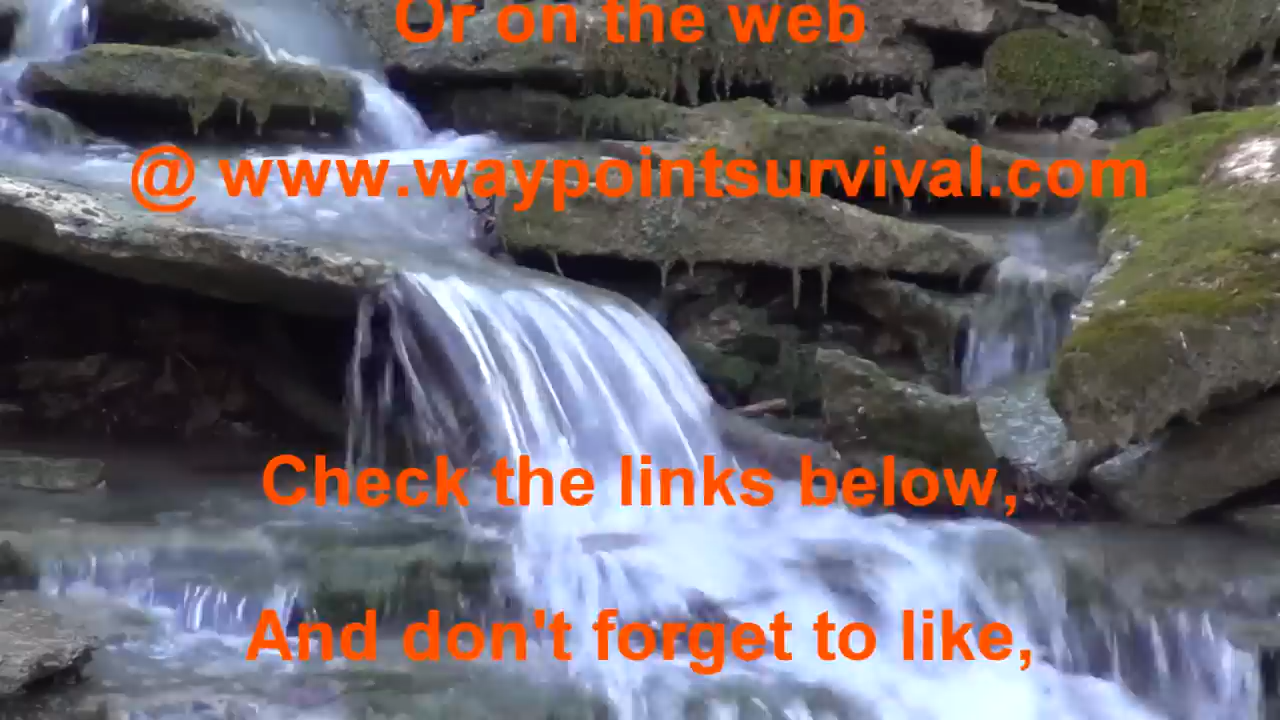 Or on the web
@ www.waypointsurvival.com
Check the links below,
And don't forget to like,